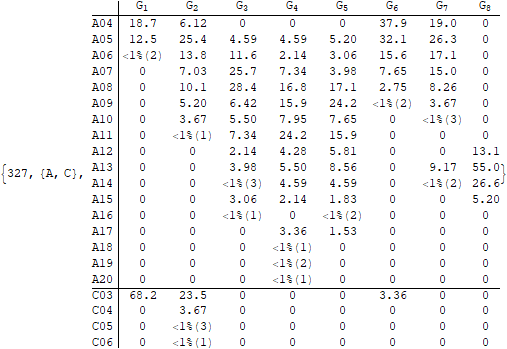 G1 G2 G3 G4 G5 G6 G7 G8
A04 18.7 6.12 0 0 0 37.9 19.0 0
A05 12.5 25.4 4.59 4.59 5.20 32.1 26.3 0
A06 <1%(2) 13.8 11.6 2.14 3.06 15.6 17.1 0
A07 0 7.03 25.7 7.34 3.98 7.65 15.0 0
A08 0 10.1 28.4 16.8 17.1 2.75 8.26 0
A09 0 5.20 6.42 15.9 24.2 <1%(2) 3.67 0
A10 0 3.67 5.50 7.95 7.65 0 <1%(3) 0
A11 0 <1%(1) 7.34 24.2 15.9 0 0 0
A12 0 0 2.14 4.28 5.81 0 0 13.1
{327, {A, C}, A13 0 0 3.98 5.50 8.56 0 9.17 55.0}
A14 0 0 <1%(3) 4.59 4.59 0 <1%(2) 26.6
A15 0 0 3.06 2.14 1.83 0 0 5.20
A16 0 0 <1%(1) 0 <1%(2) 0 0 0
A17 0 0 0 3.36 1.53 0 0 0
A18 0 0 0 <1%(1) 0 0 0 0
A19 0 0 0 <1%(2) 0 0 0 0
A20 0 0 0 <1%(1) 0 0 0 0
C03 68.2 23.5 0 0 0 3.36 0 0
C04 0 3.67 0 0 0 0 0 0
C05 0 <1%(3) 0 0 0 0 0 0
C06 0 <1%(1) 0 0 0 0 0 0